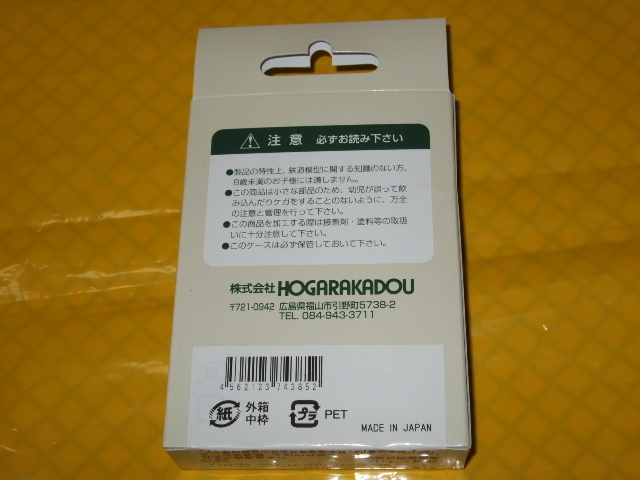 注意 必ずお読み下さい
●製品の特性上、鉄道模型に関する知識のない方、
8歳未満のお子様には適しません。
●この商品は小さな部品のため、幼児が誤って飲
み込んだりケガをすることのないように、万全
の注意と管理を行って下さい。
●この商品を加工する際は接着剤・塗料等の取扱
いに十分注意して下さい。
●このケースは必ず保管しておいて下さい。
株式会社 HOGARAKADOU
〒721-0942 広島県福山市引野町5738-2
TEL. 084-943-3711
4562123743852
紙 外箱
中枠
プラ PET
MADE IN JAPAN